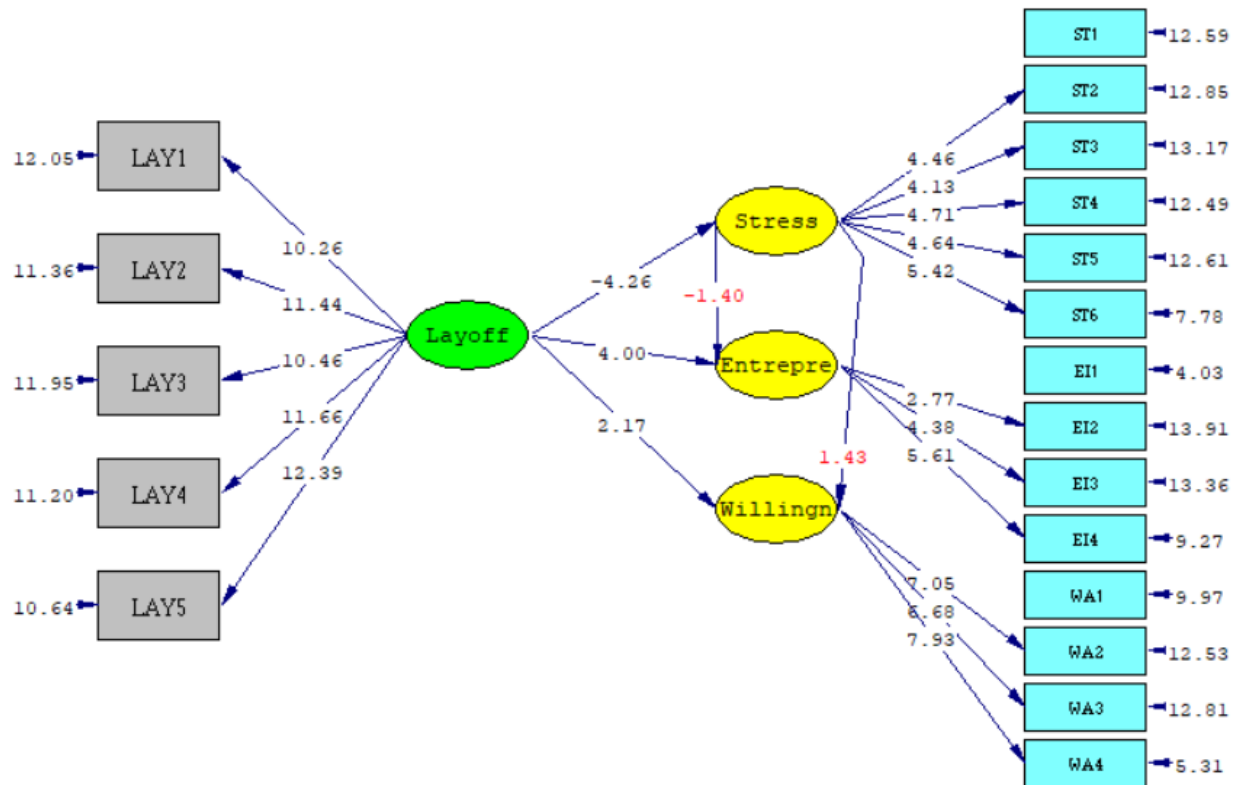 ST1
12.59
ST2
12.85
LAY1
12.05
ST3
13.17
4.46
4.13
ST4
12.49
4.71
Stress
10.26
4.64
ST5
12.61
LAY2
11.36
5.42
-4.26
-1.40
11.44
ST6
7.78
Layoff
4.00
10.46
LAY3
11.95
Entrepre
EI1
4.03
11.66
2.77
EI2
13.91
2.17
4.38
5.61
1.43
12.39
EI3
13.36
LAY4
11.20
Willingn
EI4
9.27
7.05
WA1
9.97
LAY5
10.64
6.68
7.93
WA2
12.53
WA3
12.81
WA4
5.31